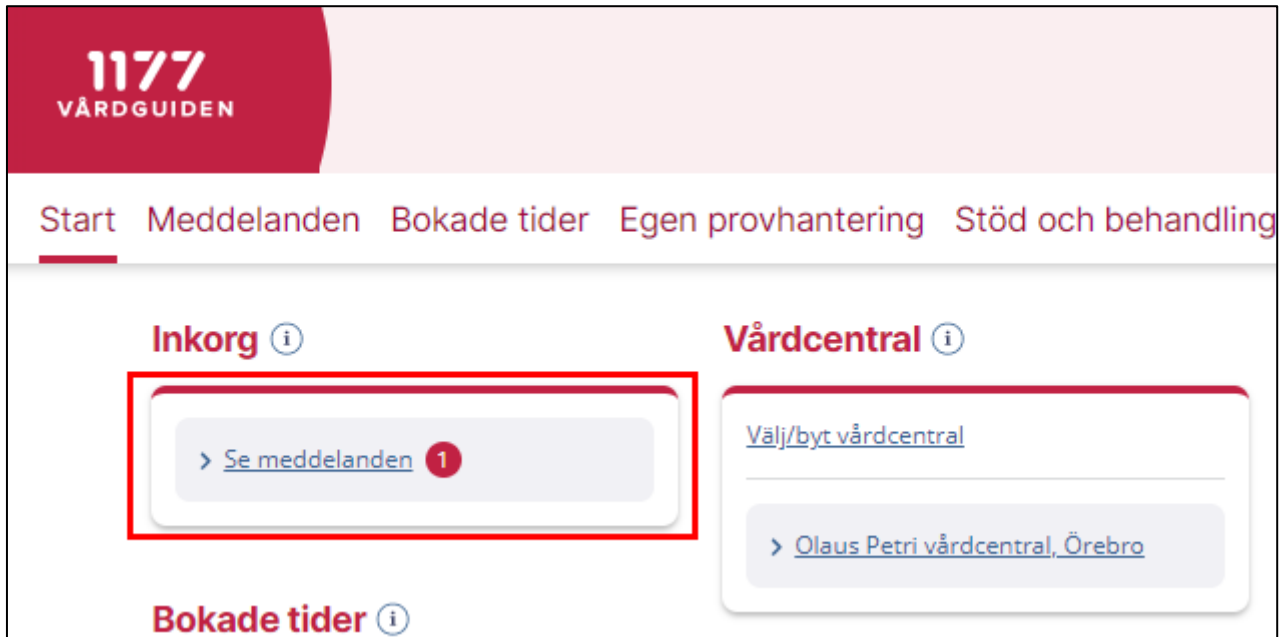 1177
VÅRDGUIDEN
Start Meddelanden Bokade tider Egen provhantering Stöd och behandling
Inkorg i
Se meddelanden 1
Vårdcentral i
Välj/byt vårdcentral
Olaus Petri vårdcentral, Örebro
Bokade tider i